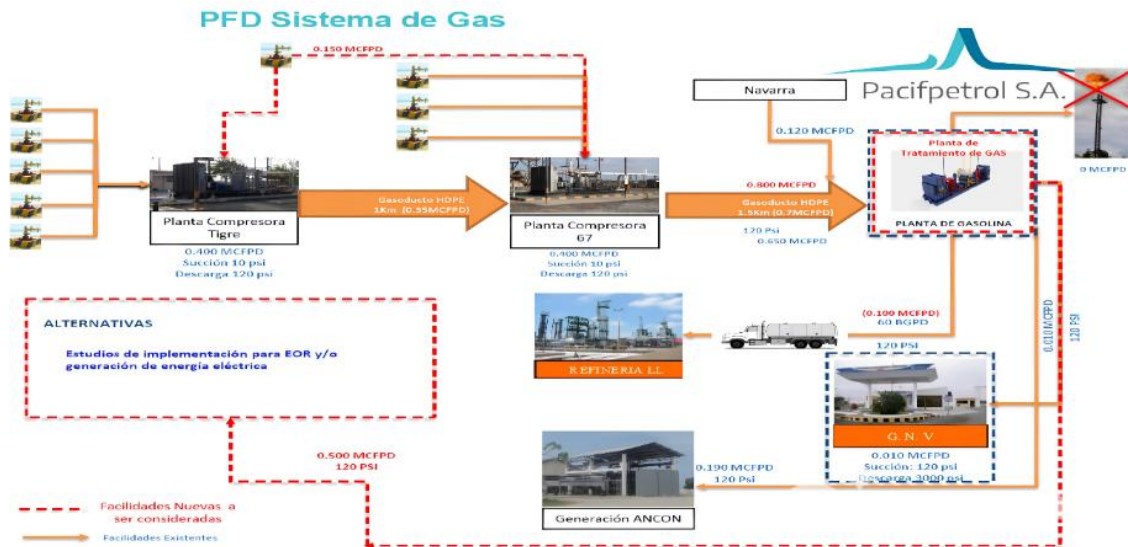 PFD Sistema de Gas
0.150 MCFPD
Navarra
Pacifpetrol S.A.
0.120 MCFPD
Planta de
Tratamiento de GAS
PLANTA DE GASOLINA
0 MCFPD
Gasoducto HDPE
1Km (0.55MCFPD)
Planta Compresora
Tigre
0.400 MCFPD
Succión 10 psi
Descarga 120 psi
Planta Compresora
67
0.400 MCFPD
Succión 10 psi
Descarga 120 psi
0.800 MCFPD
Gasoducto HDPE
1.5Km (0.7MCFPD)
120 Psi
0.650 MCFPD
ALTERNATIVAS
Estudios de implementación para EOR y/o
generación de energía eléctrica
REFINERIA LL
(0.100 MCFPD)
60 BGPD
120 PSI
0.010 MCFPD
120 PSI
G. N. V
0.010 MCFPD
Succión: 120 psi
Descarga 3000 psi
0.500 MCFPD
120 PSI
0.190 MCFPD
120 Psi
Generación ANCON
Facilidades Nuevas a
ser consideradas
Facilidades Existentes